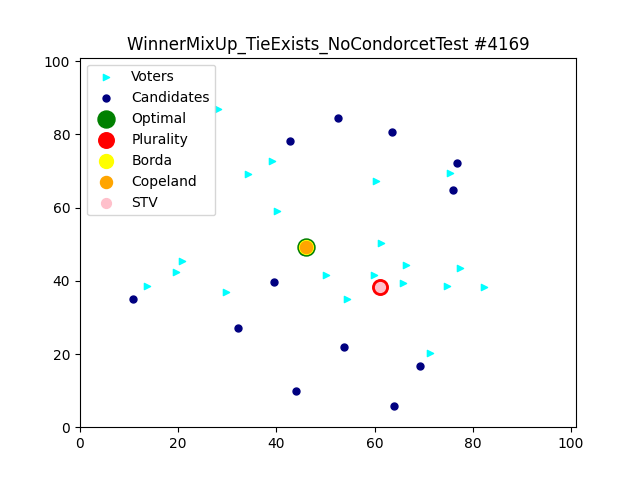 WinnerMixUp_TieExists_NoCondorcetTest #4169
100
80
60
40
20
0
Voters
Candidates
Optimal
Plurality
Borda
Copeland
STV
0 20 40 60 80 100